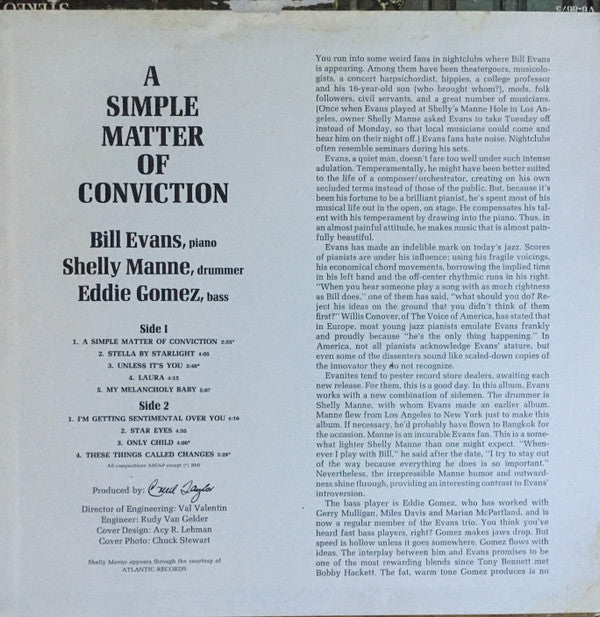 STEREO
V6-8675
A
SIMPLE
MATTER
OF
CONVICTION
Bill Evans, piano
Shelly Manne, drummer
Eddie Gomez, bass
Side 1
1. A SIMPLE MATTER OF CONVICTION 2:55*
2. STELLA BY STARLIGHT 4:05
3. UNLESS IT'S YOU 3:40*
4. LAURA 4:15
5. MY MELANCHOLY BABY 5:07
Side 2
1. I'M GETTING SENTIMENTAL OVER YOU 4:10
2. STAR EYES 4:55
3. ONLY CHILD 4:00*
4. THESE THINGS CALLED CHANGES 3:29*
All compositions ASCAP except (*) BMI
Produced by: Creed Taylor
Director of Engineering: Val Valentin
Engineer: Rudy Van Gelder
Cover Design: Acy R. Lehman
Cover Photo: Chuck Stewart
Shelly Manne appears through the courtesy of
ATLANTIC RECORDS
You run into some weird fans in nightclubs where Bill Evans
is appearing. Among them have been theatergoers, musicolo-
gists, a concert harpsichordist, hippies, a college professor
and his 16-year-old son (who brought whom?), mods, folk
followers, civil servants, and a great number of musicians.
(Once when Evans played at Shelly's Manne Hole in Los An-
geles, owner Shelly Manne asked Evans to take Tuesday off
instead of Monday, so that local musicians could come and
hear him on their night off.) Evans fans hate noise. Nightclubs
often resemble seminars during his sets.
Evans, a quiet man, doesn't fare too well under such intense
adulation. Temperamentally, he might have been better suited
to the life of a composer/orchestrator, creating on his own
secluded terms instead of those of the public. But, because it's
been his fortune to be a brilliant pianist, he's spent most of his
musical life out in the open, on stage. He compensates his tal-
ent with his temperament by drawing into the piano. Thus, in
an almost painful attitude, he makes music that is almost pain-
fully beautiful.
Evans has made an indelible mark on today's jazz. Scores
of pianists are under his influence; using his fragile voicings,
his economical chord movements, borrowing the implied time
in his left hand and the off-center rhythmic runs in his right.
"When you hear someone play a song with as much rightness
as Bill does," one of them has said, "what should you do? Re-
ject his ideas on the ground that you didn't think of them
first?" Willis Conover, of The Voice of America, has stated that
in Europe, most young jazz pianists emulate Evans frankly
and proudly because "he's the only thing happening." In
America, not all pianists acknowledge Evans' stature, but
even some of the dissenters sound like scaled-down copies of
the innovator they do not recognize.
Evanites tend to pester record store dealers, awaiting each
new release. For them, this is a good day. In this album, Evans
works with a new combination of sidemen. The drummer is
Shelly Manne, with whom Evans made an earlier album.
Manne flew from Los Angeles to New York just to make this
album. If necessary, he'd probably have flown to Bangkok for
the occasion. Manne is an incurable Evans fan. This is a some-
what lighter Shelly Manne than one might expect. "When-
ever I play with Bill," he said after the date, "I try to stay out
of the way because everything he does is so important."
Nevertheless, the irrepressible Manne humor and outward-
ness shine through, providing an interesting contrast to Evans'
introversion.
The bass player is Eddie Gomez, who has worked with
Gerry Mulligan, Miles Davis and Marian McPartland, and is
now a regular member of the Evans trio. You think you've
heard fast bass players, right? Gomez makes jaws drop. But
speed is hollow unless it goes somewhere. Gomez flows with
ideas. The interplay between him and Evans promises to be
one of the most rewarding blends since Tony Bennett met
Bobby Hackett. The fat, warm tone Gomez produces is no